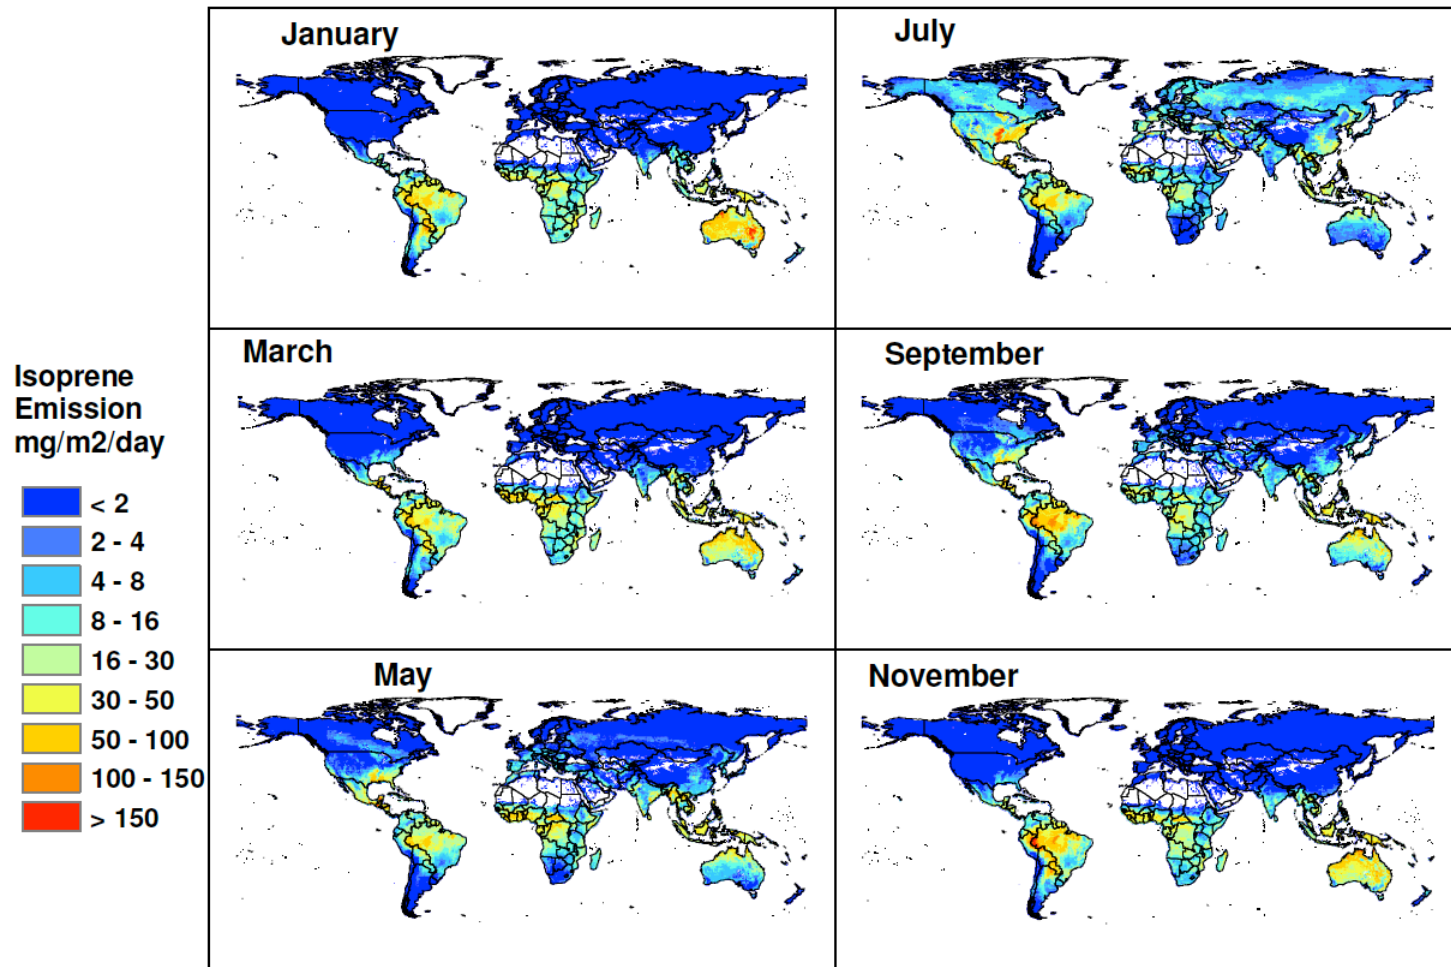 January
July
March
September
Isoprene
Emission
mg/m2/day
< 2
2 - 4
4 - 8
8 - 16
16 - 30
30 - 50
50 - 100
100 - 150
> 150
May
November